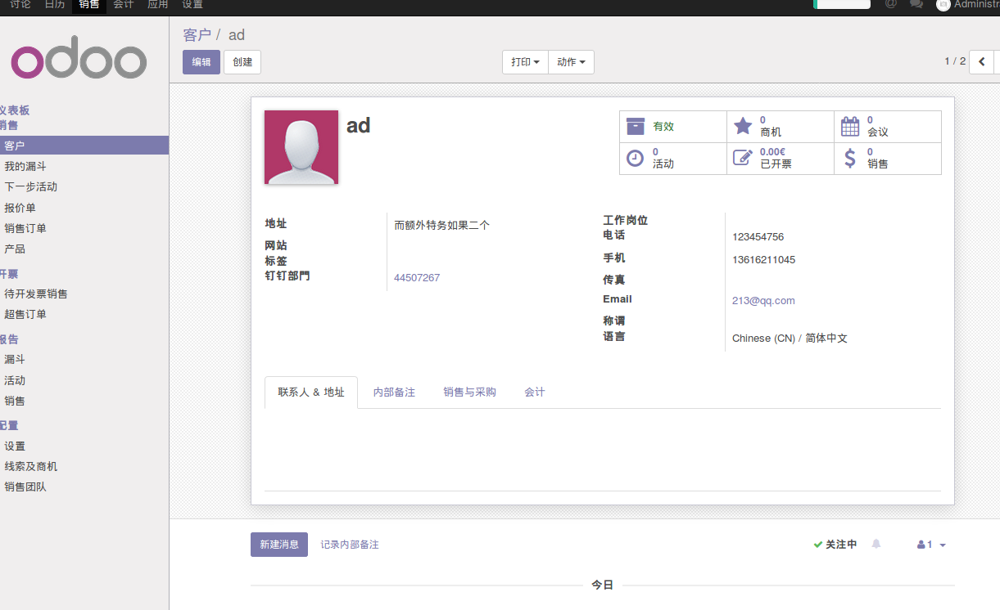 讨论 日历 销售 会计 应用 设置
@ Administr
odoo
客户 / ad
编辑 创建 打印 动作 1 / 2
仪表板
销售
客户
我的漏斗
下一步活动
报价单
销售订单
产品
开票
待开发票销售
超售订单
报告
漏斗
活动
销售
配置
设置
线索及商机
销售团队
ad
有效
0
商机
0
会议
0
活动
0.00€
已开票
0
销售
地址 而额外特务如果二个
网站
标签
钉钉部門 44507267
工作岗位
电话 123454756
手机 13616211045
传真
Email 213@qq.com
称谓
语言 Chinese (CN) / 简体中文
联系人 & 地址 内部备注 销售与采购 会计
新建消息 记录内部备注 关注中 1
今日